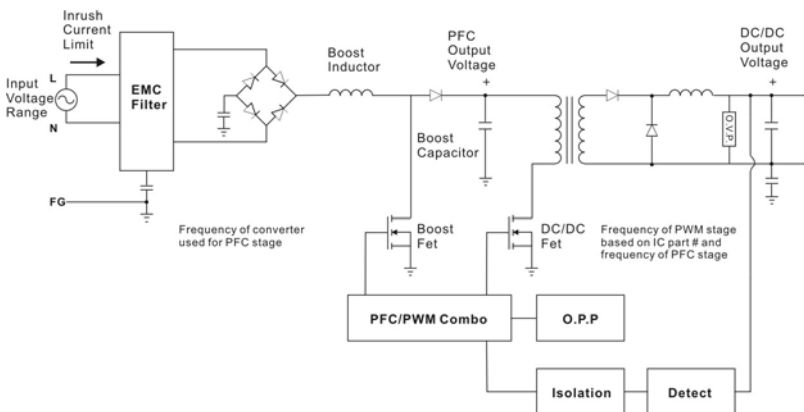 Inrush
Current
Limit
L
Input
Voltage
Range
N
FG
EMC
Filter
Boost
Inductor
PFC
Output
Voltage
+
DC/DC
Output
Voltage
+
O.V.P.
Boost
Capacitor
Frequency of converter
used for PFC stage
Boost
Fet
DC/DC
Fet
Frequency of PWM stage
based on IC part # and
frequency of PFC stage
PFC/PWM Combo
O.P.P
Isolation
Detect